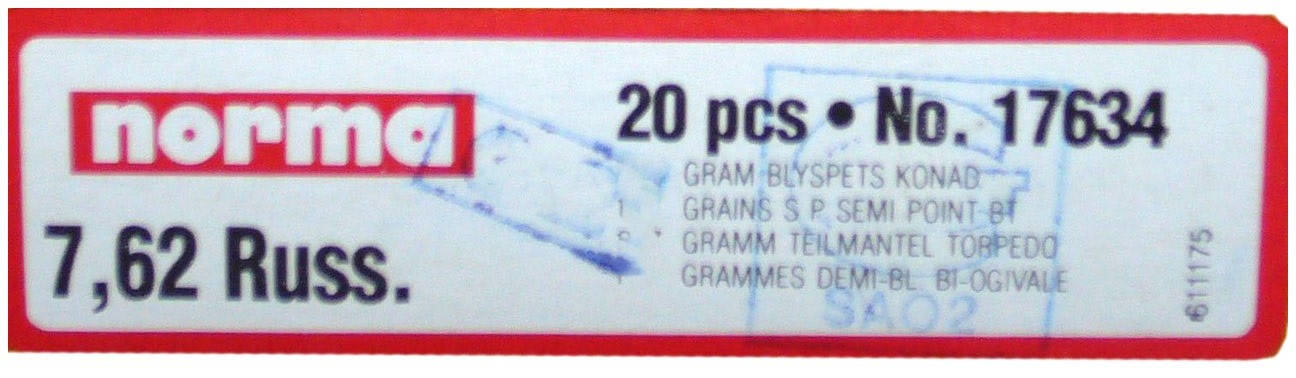 norma
7,62 Russ.
20 pcs • No. 17634
GRAM BLYSPETS KONAD
GRAINS S P SEMI POINT BT
GRAMM TEILMANTEL TORPEDO
GRAMMES DEMI-BL. BI-OGIVALE
SAO2
611175